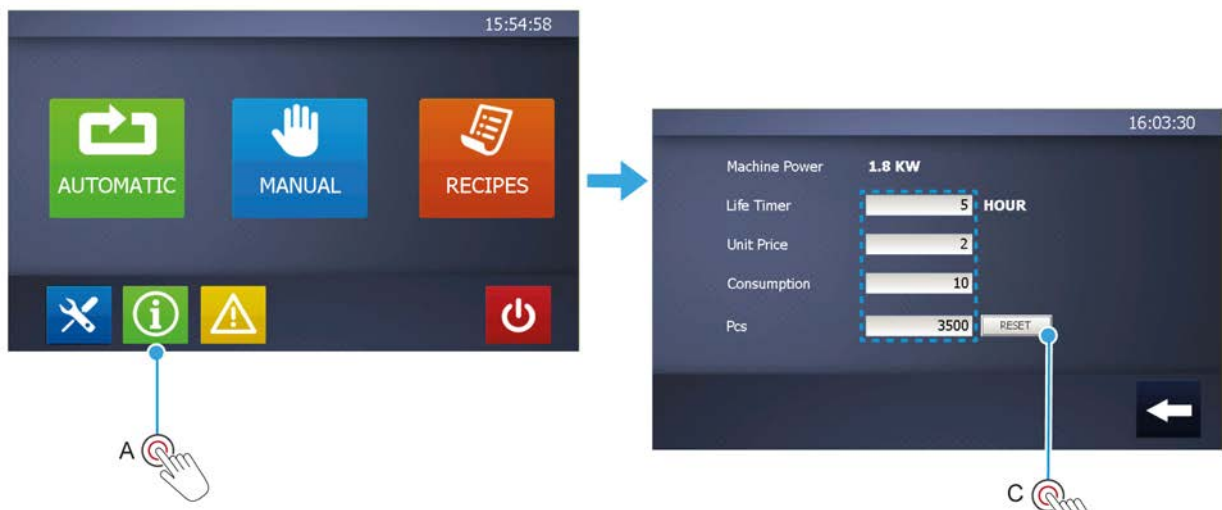 15:54:58
AUTOMATIC
MANUAL
RECIPES
A
16:03:30
Machine Power 1.8 KW
Life Timer 5 HOUR
Unit Price 2
Consumption 10
Pcs 3500 RESET
C